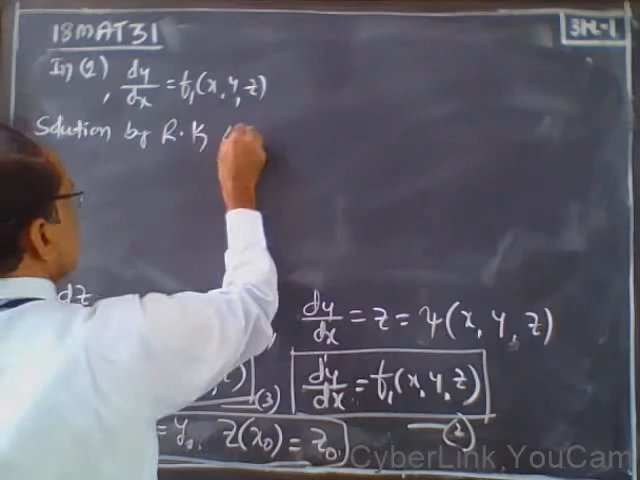 18MAT31
3M-1
In (2), dy/dx = f₁(x, y, z)
Solution by R.K
dz
dy/dx = z = ψ(x, y, z)
(3)
dy/dx = f₁(x, y, z)
(2)
= y₀, z(x₀) = z₀.
CyberLink YouCam